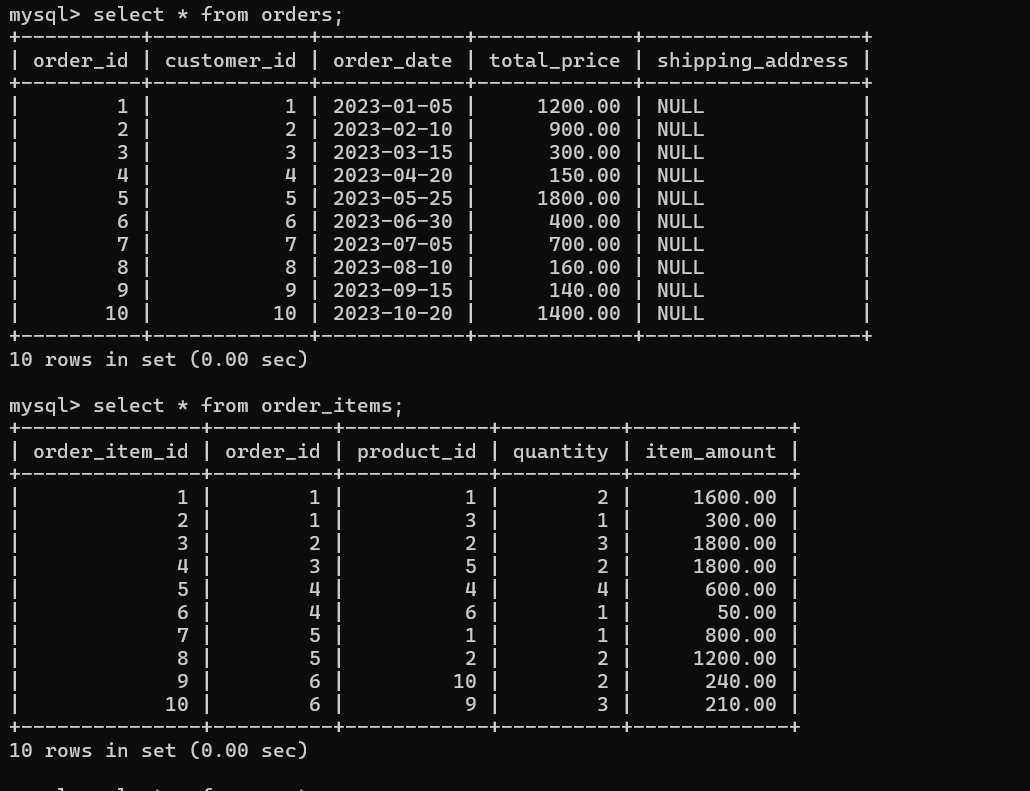 mysql> select * from orders;
+----------+-------------+------------+-------------+------------------+
| order_id | customer_id | order_date | total_price | shipping_address |
+----------+-------------+------------+-------------+------------------+
|        1 |           1 | 2023-01-05 |     1200.00 | NULL             |
|        2 |           2 | 2023-02-10 |      900.00 | NULL             |
|        3 |           3 | 2023-03-15 |      300.00 | NULL             |
|        4 |           4 | 2023-04-20 |      150.00 | NULL             |
|        5 |           5 | 2023-05-25 |     1800.00 | NULL             |
|        6 |           6 | 2023-06-30 |      400.00 | NULL             |
|        7 |           7 | 2023-07-05 |      700.00 | NULL             |
|        8 |           8 | 2023-08-10 |      160.00 | NULL             |
|        9 |           9 | 2023-09-15 |      140.00 | NULL             |
|       10 |          10 | 2023-10-20 |     1400.00 | NULL             |
+----------+-------------+------------+-------------+------------------+
10 rows in set (0.00 sec)
mysql> select * from order_items;
+---------------+----------+------------+----------+-------------+
| order_item_id | order_id | product_id | quantity | item_amount |
+---------------+----------+------------+----------+-------------+
|             1 |        1 |          1 |        2 |     1600.00 |
|             2 |        1 |          3 |        1 |      300.00 |
|             3 |        2 |          2 |        3 |     1800.00 |
|             4 |        3 |          5 |        2 |     1800.00 |
|             5 |        4 |          4 |        4 |      600.00 |
|             6 |        4 |          6 |        1 |       50.00 |
|             7 |        5 |          1 |        1 |      800.00 |
|             8 |        5 |          2 |        2 |     1200.00 |
|             9 |        6 |         10 |        2 |      240.00 |
|            10 |        6 |          9 |        3 |      210.00 |
+---------------+----------+------------+----------+-------------+
10 rows in set (0.00 sec)